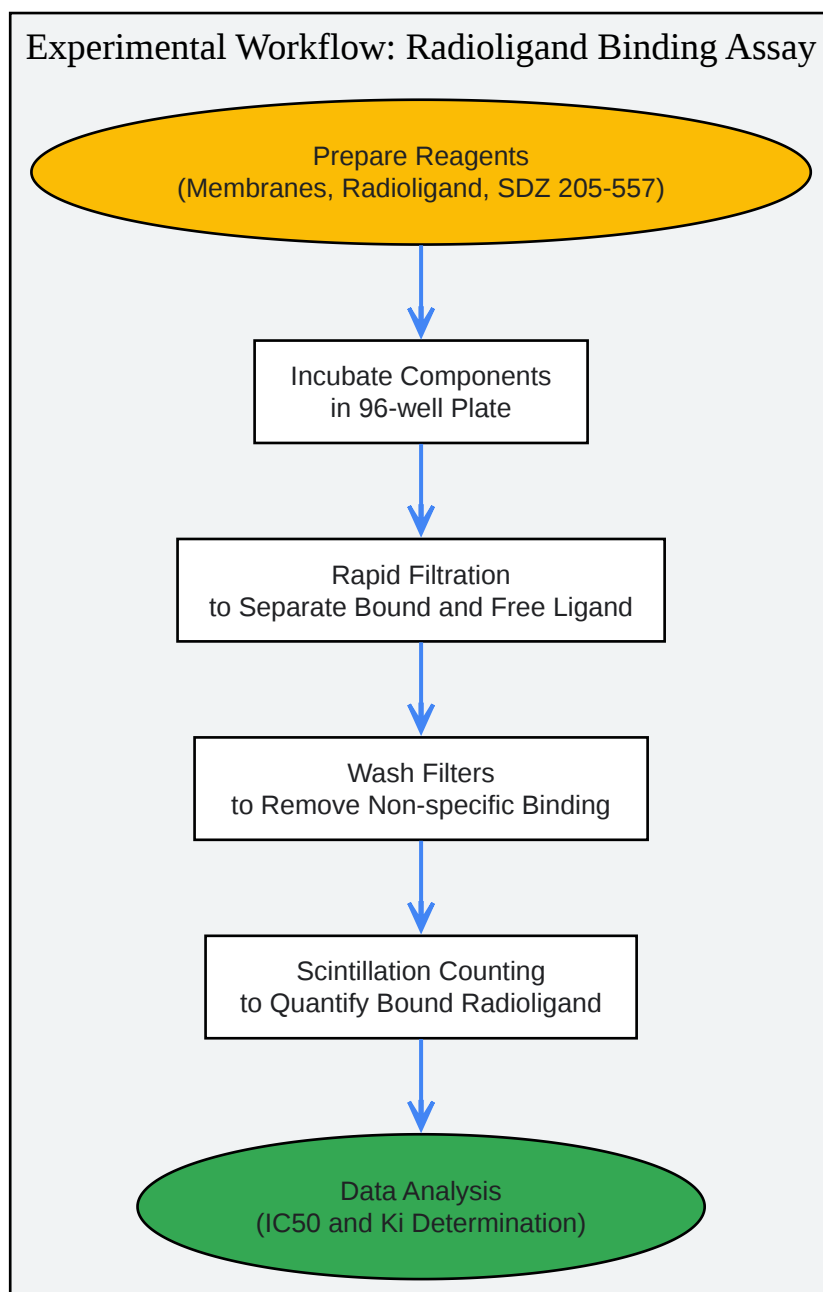 Experimental Workflow: Radioligand Binding Assay
Prepare Reagents
(Membranes, Radioligand, SDZ 205-557)
Incubate Components
in 96-well Plate
Rapid Filtration
to Separate Bound and Free Ligand
Wash Filters
to Remove Non-specific Binding
Scintillation Counting
to Quantify Bound Radioligand
Data Analysis
(IC50 and Ki Determination)